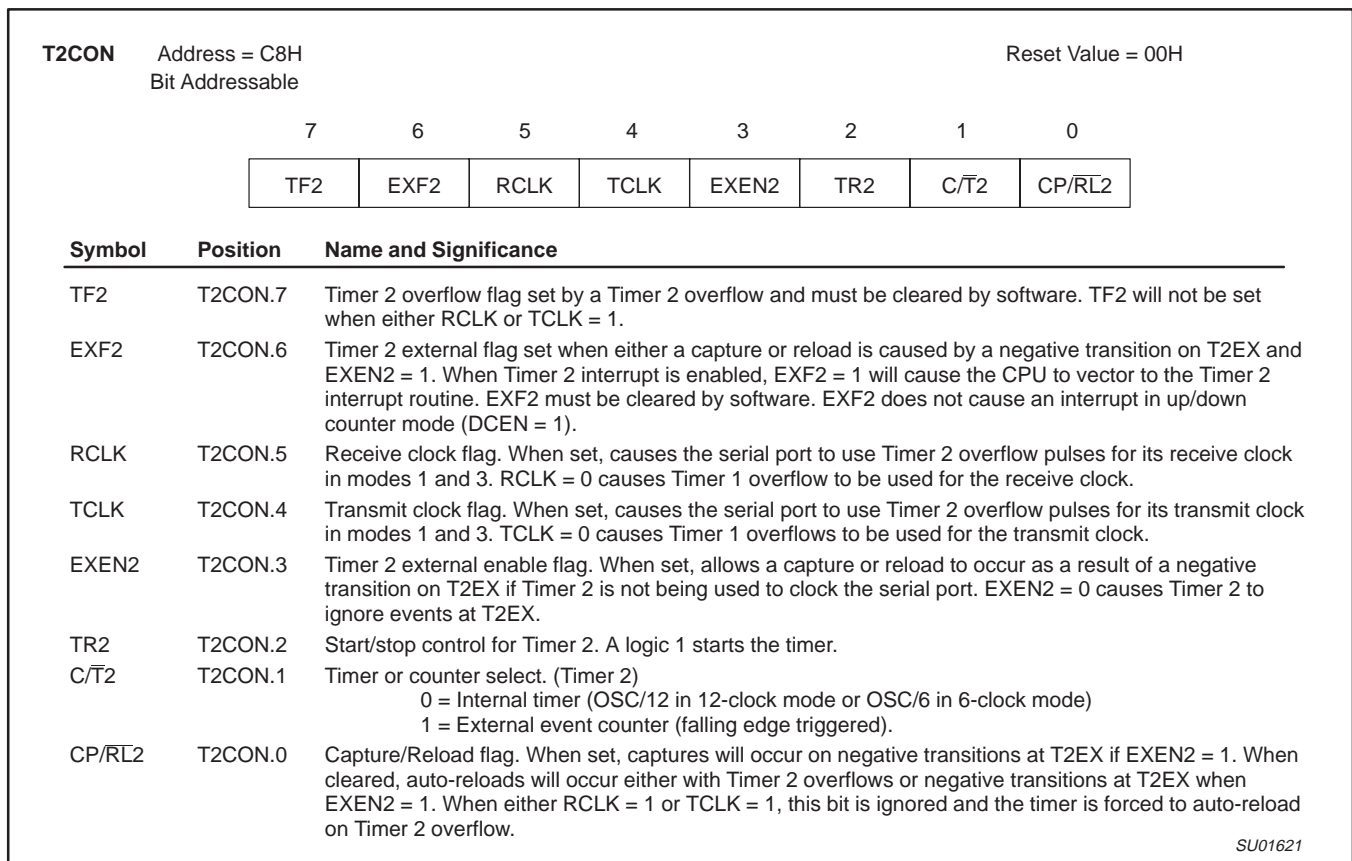 T2CON Address = C8H Reset Value = 00H
Bit Addressable
7 6 5 4 3 2 1 0
TF2 EXF2 RCLK TCLK EXEN2 TR2 C/T̅2 CP/R̅L̅2
Symbol Position Name and Significance
TF2 T2CON.7 Timer 2 overflow flag set by a Timer 2 overflow and must be cleared by software. TF2 will not be set
when either RCLK or TCLK = 1.
EXF2 T2CON.6 Timer 2 external flag set when either a capture or reload is caused by a negative transition on T2EX and
EXEN2 = 1. When Timer 2 interrupt is enabled, EXF2 = 1 will cause the CPU to vector to the Timer 2
interrupt routine. EXF2 must be cleared by software. EXF2 does not cause an interrupt in up/down
counter mode (DCEN = 1).
RCLK T2CON.5 Receive clock flag. When set, causes the serial port to use Timer 2 overflow pulses for its receive clock
in modes 1 and 3. RCLK = 0 causes Timer 1 overflow to be used for the receive clock.
TCLK T2CON.4 Transmit clock flag. When set, causes the serial port to use Timer 2 overflow pulses for its transmit clock
in modes 1 and 3. TCLK = 0 causes Timer 1 overflows to be used for the transmit clock.
EXEN2 T2CON.3 Timer 2 external enable flag. When set, allows a capture or reload to occur as a result of a negative
transition on T2EX if Timer 2 is not being used to clock the serial port. EXEN2 = 0 causes Timer 2 to
ignore events at T2EX.
TR2 T2CON.2 Start/stop control for Timer 2. A logic 1 starts the timer.
C/T̅2 T2CON.1 Timer or counter select. (Timer 2)
0 = Internal timer (OSC/12 in 12-clock mode or OSC/6 in 6-clock mode)
1 = External event counter (falling edge triggered).
CP/R̅L̅2 T2CON.0 Capture/Reload flag. When set, captures will occur on negative transitions at T2EX if EXEN2 = 1. When
cleared, auto-reloads will occur either with Timer 2 overflows or negative transitions at T2EX when
EXEN2 = 1. When either RCLK = 1 or TCLK = 1, this bit is ignored and the timer is forced to auto-reload
on Timer 2 overflow.
SU01621